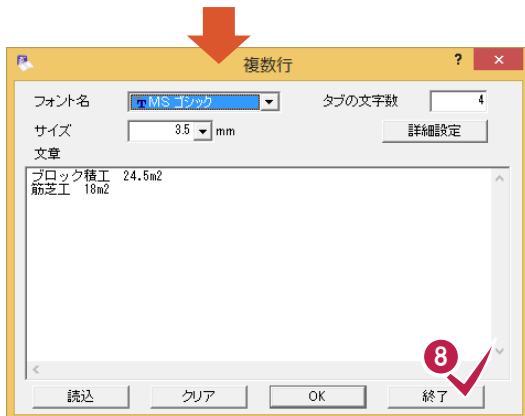 複数行
? ×
フォント名 MS ゴシック タブの文字数 4
サイズ 3.5 mm 詳細設定
文章
ブロック積工 24.5m2
筋芝工 18m2
8
読込 クリア OK 終了